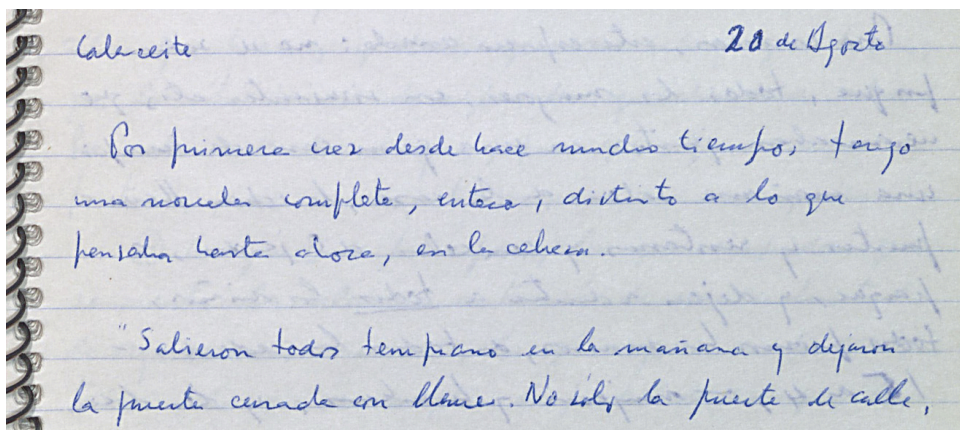 Calaceite 20 de Agosto
Por primera vez desde hace mucho tiempo, tengo
una novela completa, entera, distinta a lo que
pensaba hasta ahora, en la cabeza.
"Salieron todos temprano en la mañana y dejaron
la puerta cerrada con llave. No sólo la puerta de calle,